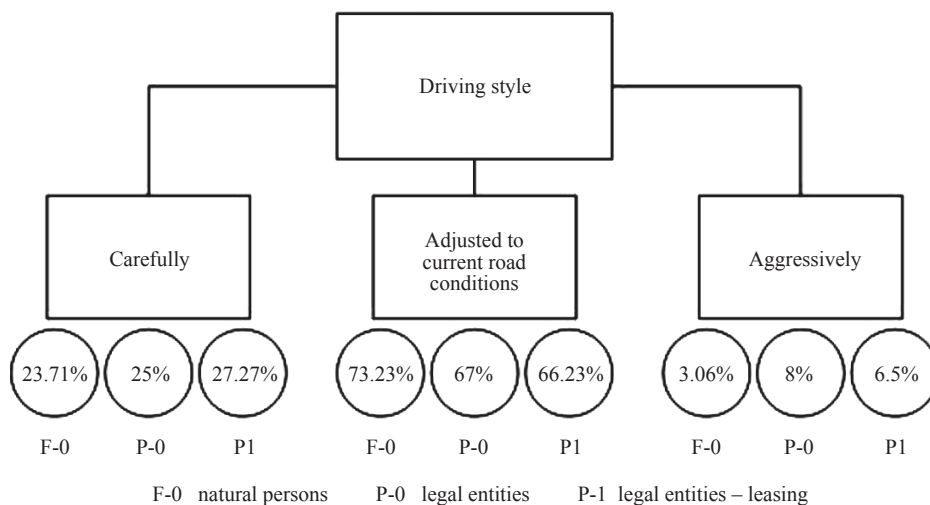 Driving style
Carefully
Adjusted to
current road
conditions
Aggressively
23.71% 25% 27.27% 73.23% 67% 66.23% 3.06% 8% 6.5%
F-0 P-0 P1 F-0 P-0 P1 F-0 P-0 P1
F-0 natural persons P-0 legal entities P-1 legal entities – leasing